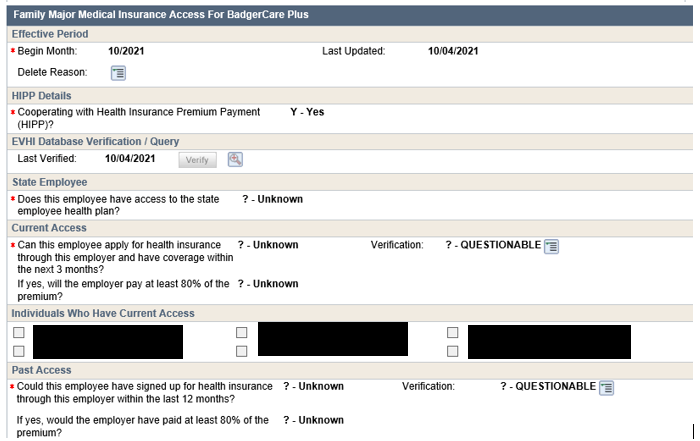 Family Major Medical Insurance Access For BadgerCare Plus
Effective Period
* Begin Month: 10/2021 Last Updated: 10/04/2021
Delete Reason:
HIPP Details
* Cooperating with Health Insurance Premium Payment Y - Yes
(HIPP)?
EVHI Database Verification / Query
Last Verified: 10/04/2021 Verify
State Employee
* Does this employee have access to the state ? - Unknown
employee health plan?
Current Access
* Can this employee apply for health insurance ? - Unknown Verification: ? - QUESTIONABLE
through this employer and have coverage within
the next 3 months?
If yes, will the employer pay at least 80% of the ? - Unknown
premium?
Individuals Who Have Current Access
Past Access
* Could this employee have signed up for health insurance ? - Unknown Verification: ? - QUESTIONABLE
through this employer within the last 12 months?
If yes, would the employer have paid at least 80% of the ? - Unknown
premium?